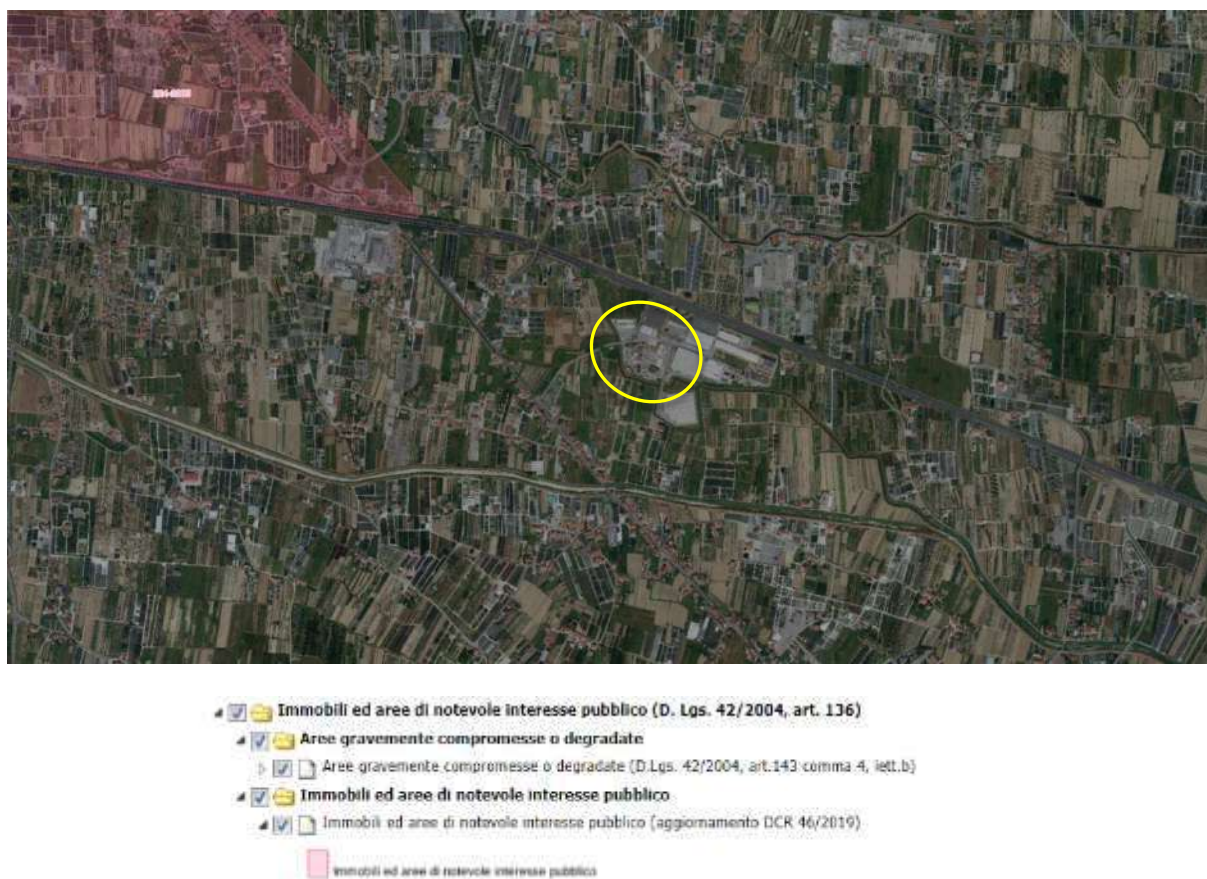 Immobili ed aree di notevole interesse pubblico (D. Lgs. 42/2004, art. 136)
Aree gravemente compromesse o degradate
Aree gravemente compromesse o degradate (D.Lgs. 42/2004, art.143 comma 4, lett.b)
Immobili ed aree di notevole interesse pubblico
Immobili ed aree di notevole interesse pubblico (aggiornamento DCR 46/2019)
Immobili ed aree di notevole interesse pubblico